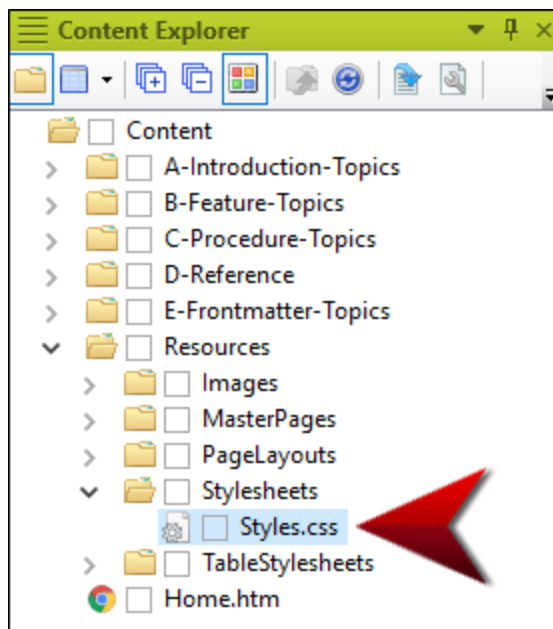 Content Explorer
Content
A-Introduction-Topics
B-Feature-Topics
C-Procedure-Topics
D-Reference
E-Frontmatter-Topics
Resources
Images
MasterPages
PageLayouts
Stylesheets
Styles.css
TableStylesheets
Home.htm